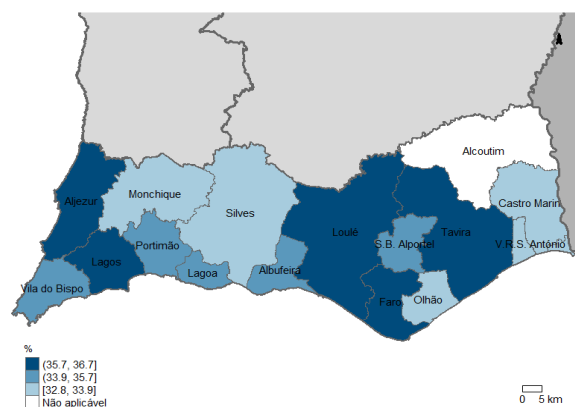 Alcoutim
Castro Marim
Monchique
Aljezur
Silves
Loulé
Tavira
S.B. Alportel
V.R.S. António
Portimão
Lagos
Lagoa
Albufeira
Vila do Bispo
Faro
Olhão
%
(35.7, 36.7]
(33.9, 35.7]
[32.8, 33.9]
Não aplicável
0 5 km